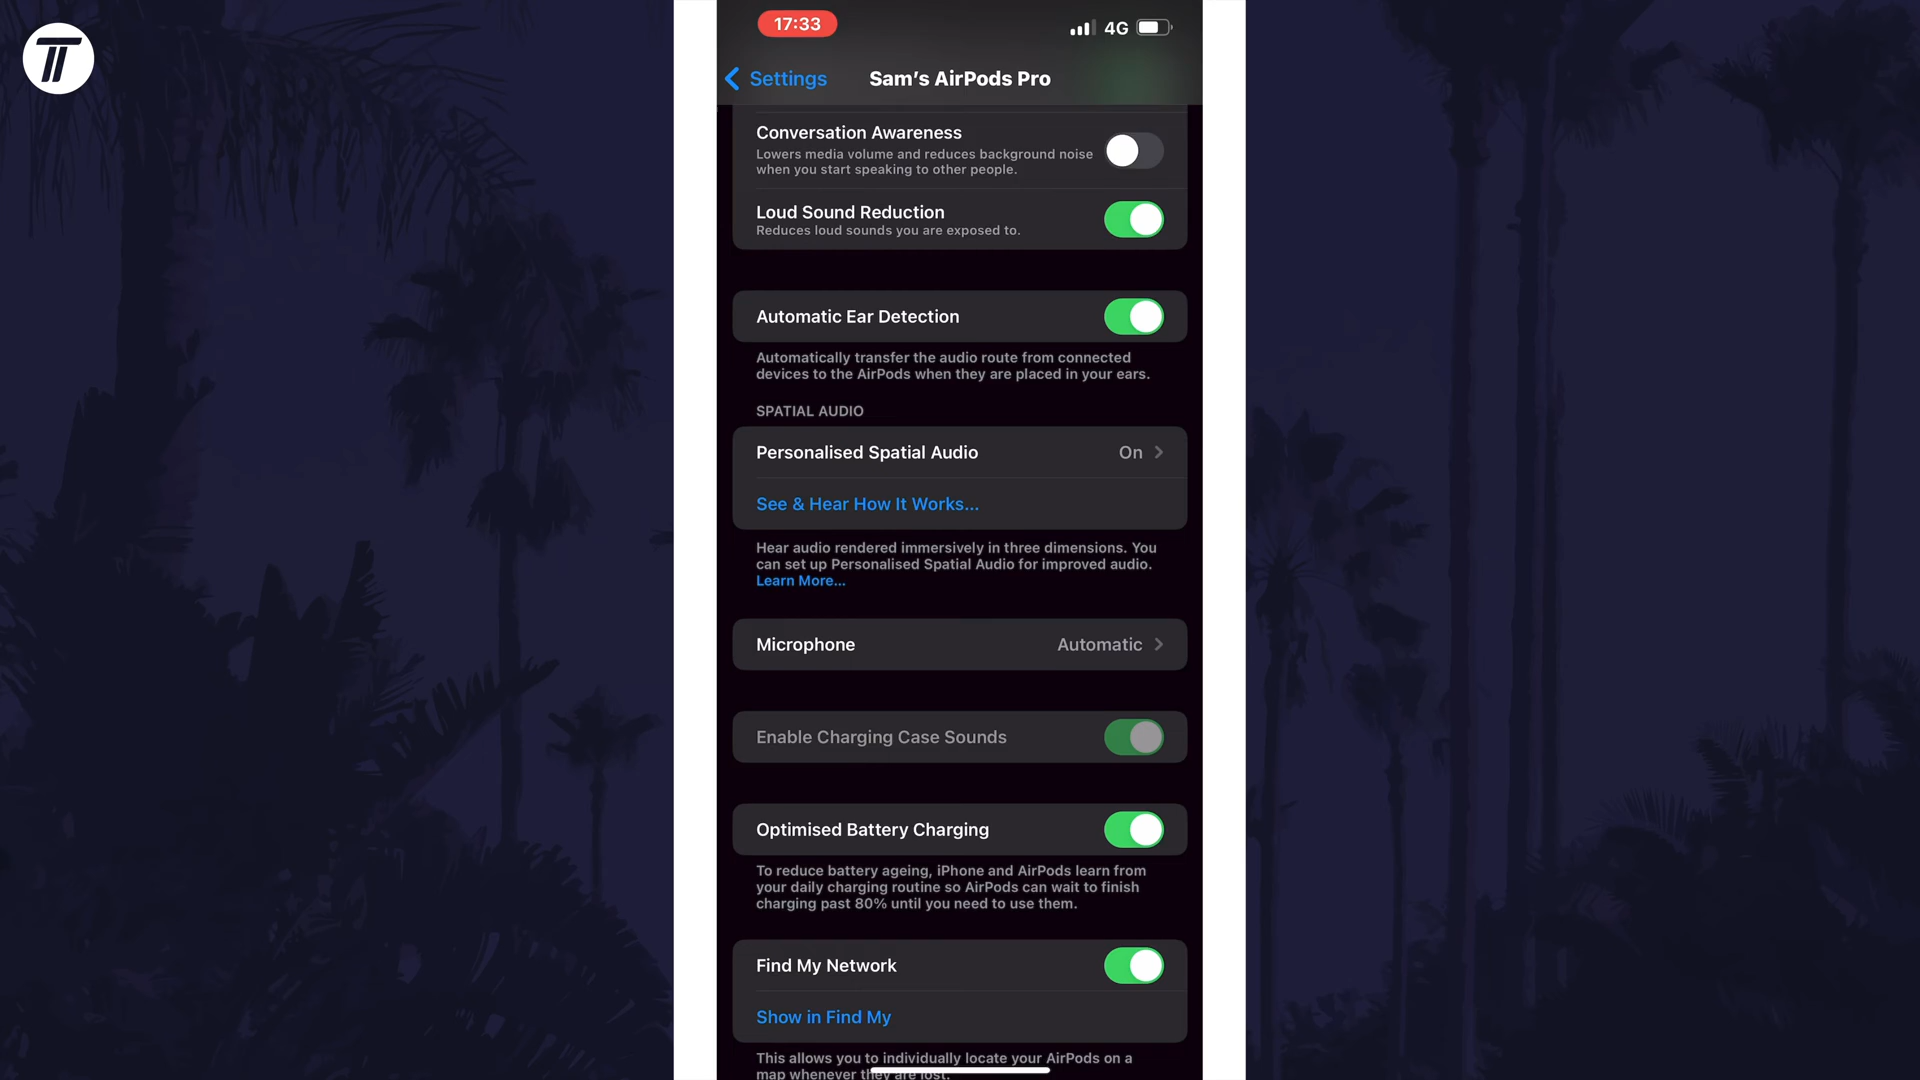 17:33
4G
Settings
Sam's AirPods Pro
Conversation Awareness
Lowers media volume and reduces background noise
when you start speaking to other people.
Loud Sound Reduction
Reduces loud sounds you are exposed to.
Automatic Ear Detection
Automatically transfer the audio route from connected
devices to the AirPods when they are placed in your ears.
SPATIAL AUDIO
Personalised Spatial Audio On
See & Hear How It Works...
Hear audio rendered immersively in three dimensions. You
can set up Personalised Spatial Audio for improved audio.
Learn More...
Microphone Automatic
Enable Charging Case Sounds
Optimised Battery Charging
To reduce battery ageing, iPhone and AirPods learn from
your daily charging routine so AirPods can wait to finish
charging past 80% until you need to use them.
Find My Network
Show in Find My
This allows you to individually locate your AirPods on a
map whenever they are lost.